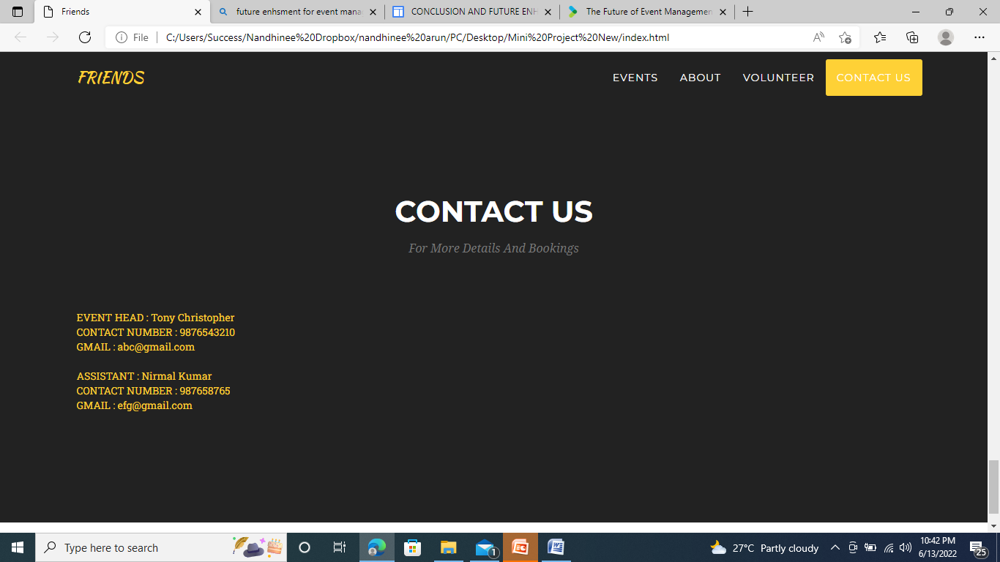 Friends
future enhsment for event mana
CONCLUSION AND FUTURE ENH
The Future of Event Management
File
C:/Users/Success/Nandhinee%20Dropbox/nandhinee%20arun/PC/Desktop/Mini%20Project%20New/index.html
FRIENDS
EVENTS
ABOUT
VOLUNTEER
CONTACT US
CONTACT US
For More Details And Bookings
EVENT HEAD : Tony Christopher
CONTACT NUMBER : 9876543210
GMAIL : abc@gmail.com
ASSISTANT : Nirmal Kumar
CONTACT NUMBER : 987658765
GMAIL : efg@gmail.com
Type here to search
1
27°C Partly cloudy
10:42 PM
6/13/2022
25